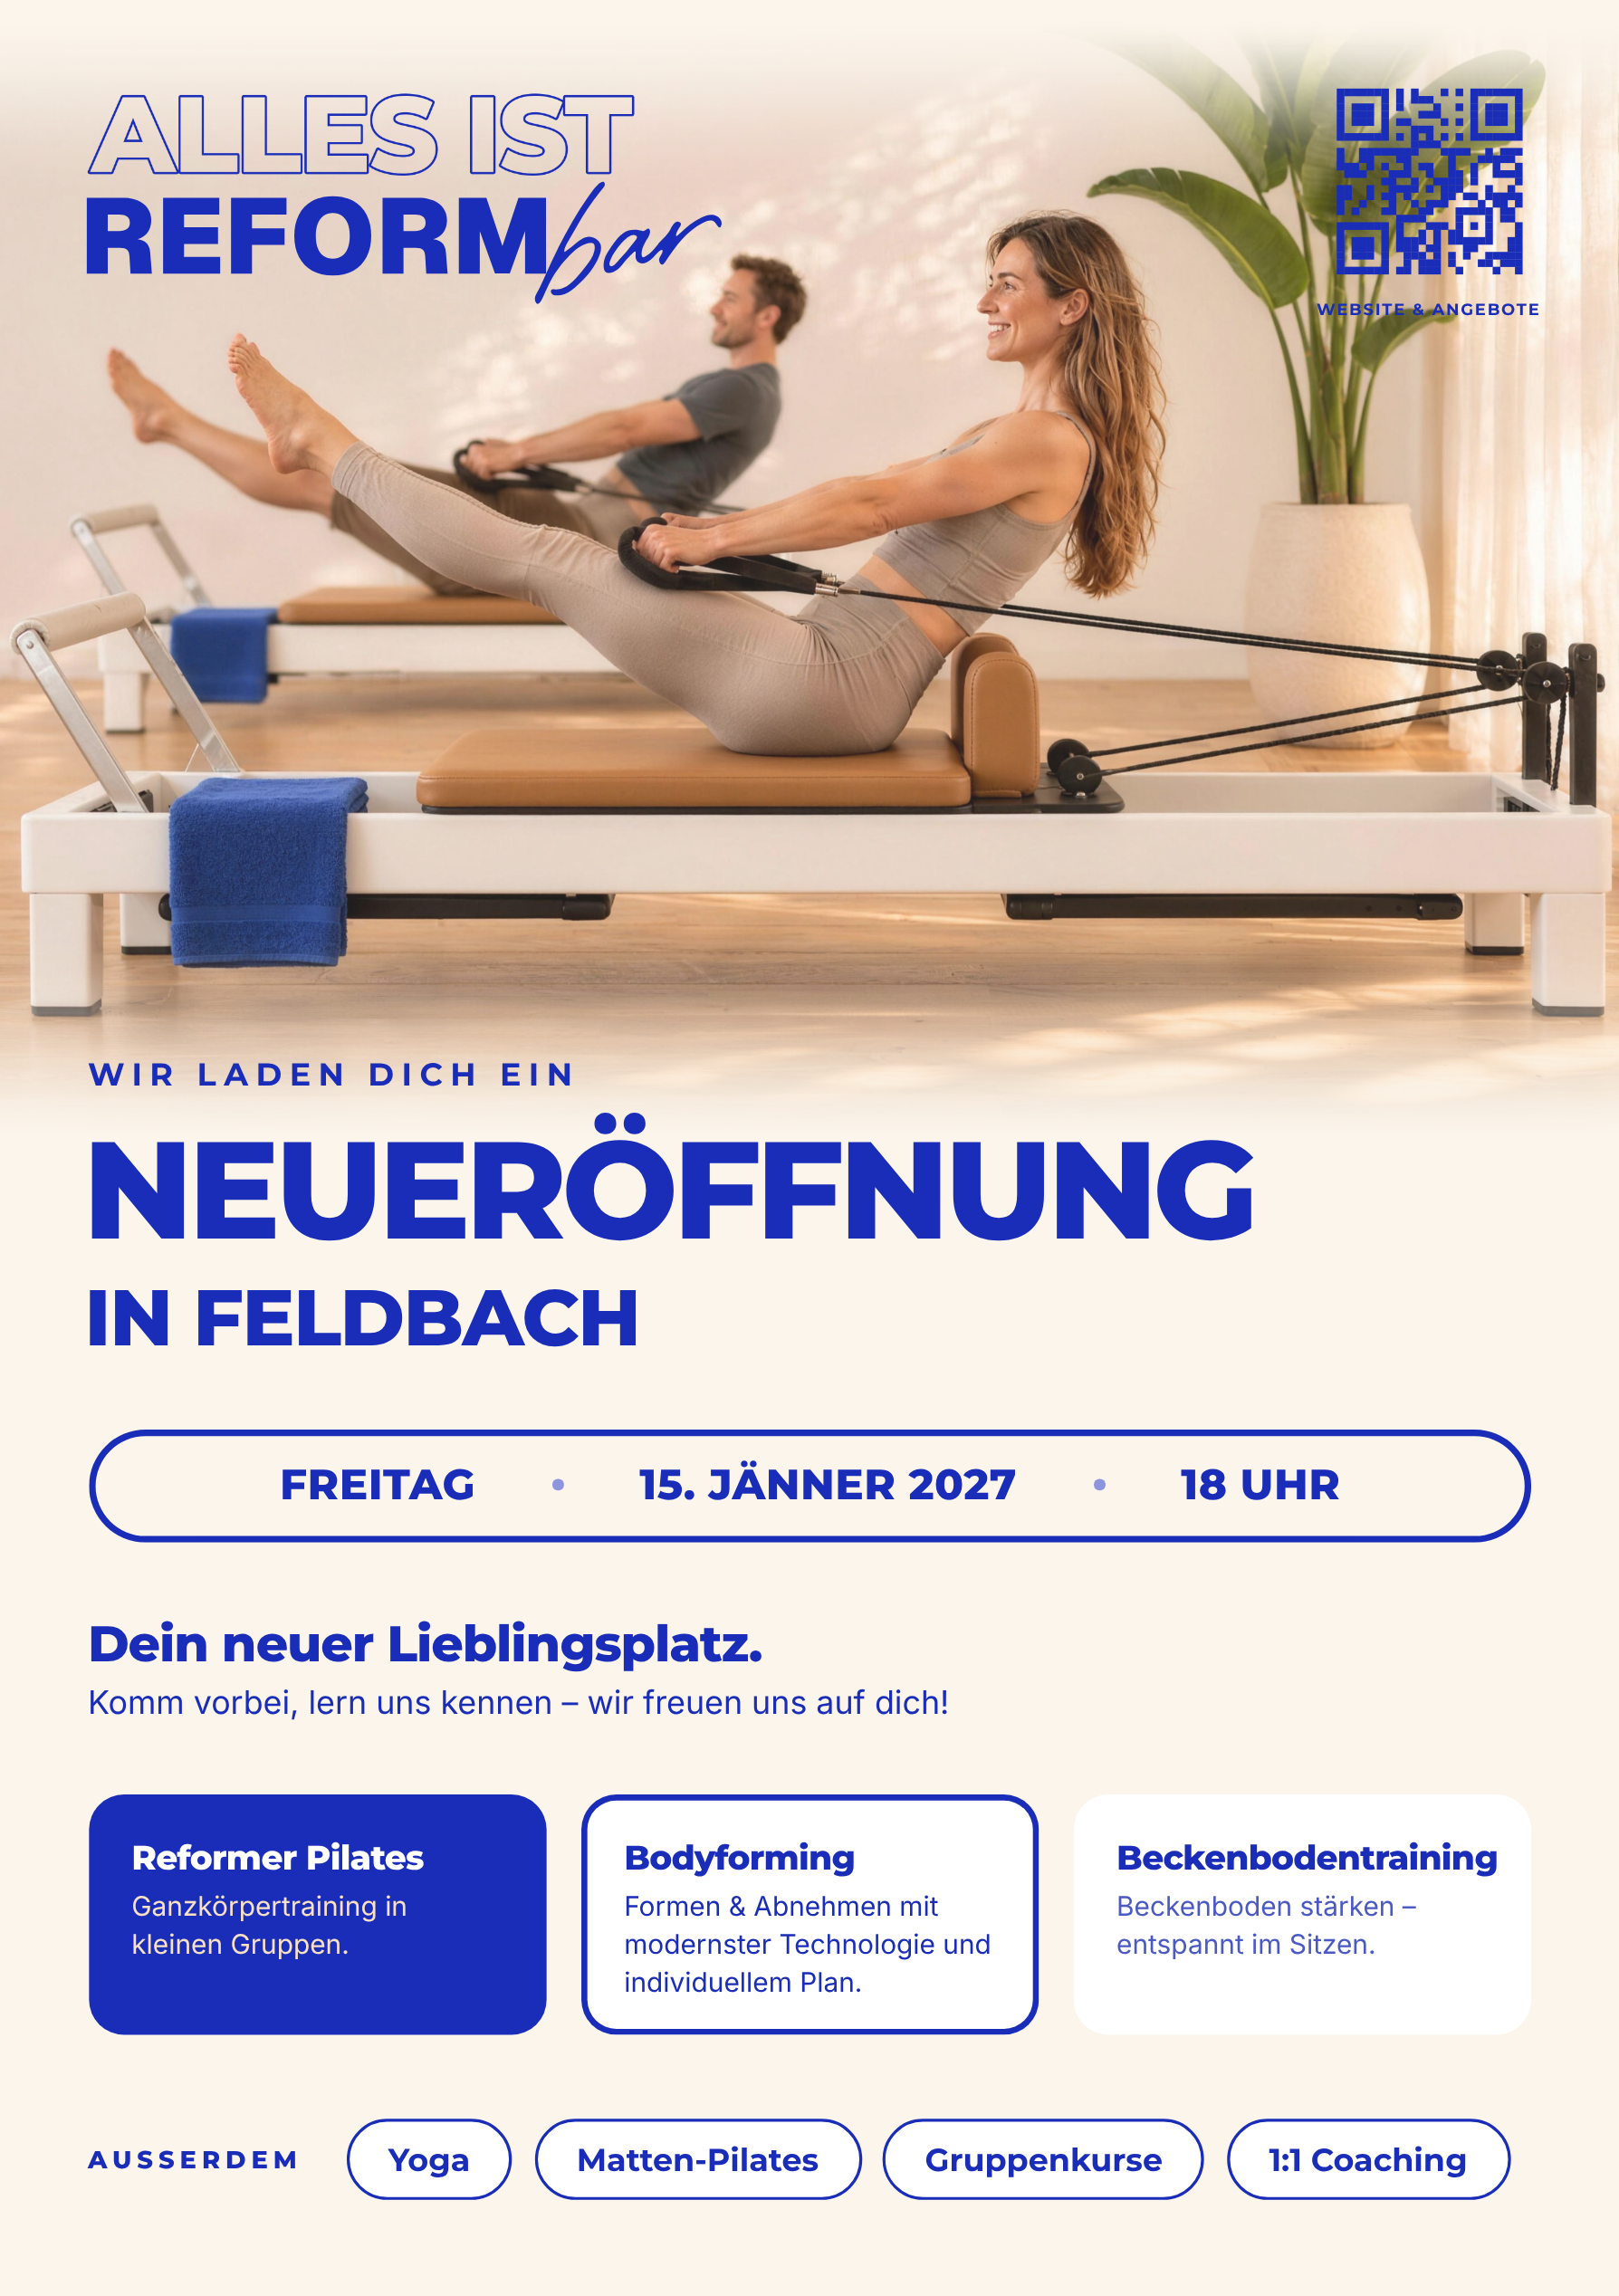 ALLES IST
REFORMbar
WEBSITE & ANGEBOTE
WIR LADEN DICH EIN
NEUERÖFFNUNG
IN FELDBACH
FREITAG • 15. JÄNNER 2027 • 18 UHR
Dein neuer Lieblingsplatz.
Komm vorbei, lern uns kennen – wir freuen uns auf dich!
Reformer Pilates
Ganzkörpertraining in
kleinen Gruppen.
Bodyforming
Formen & Abnehmen mit
modernster Technologie und
individuellem Plan.
Beckenbodentraining
Beckenboden stärken –
entspannt im Sitzen.
AUSSERDEM
Yoga
Matten-Pilates
Gruppenkurse
1:1 Coaching